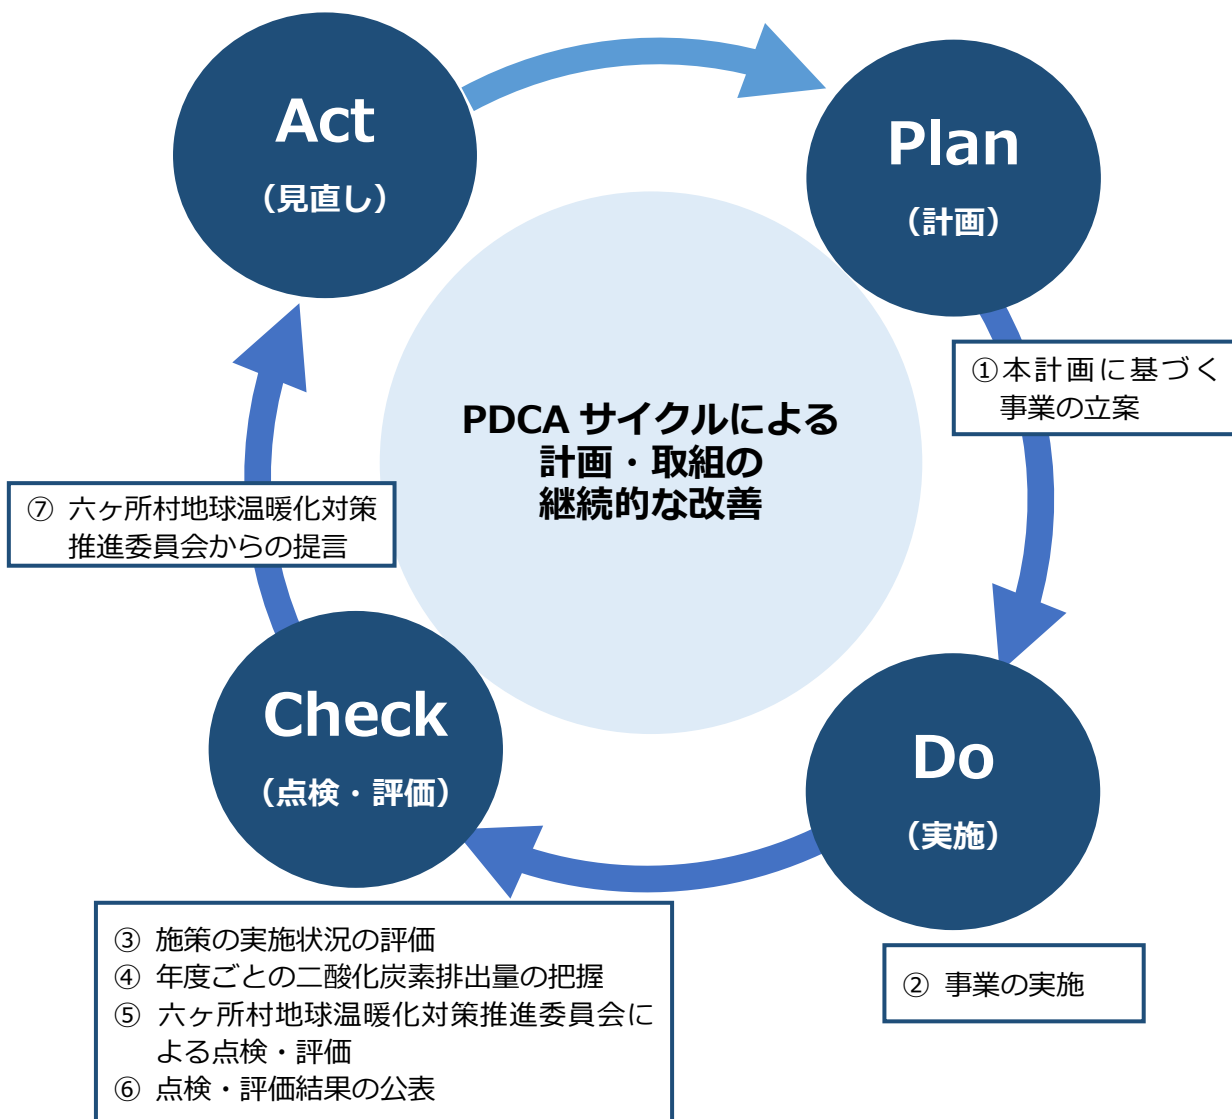 Act
（見直し）
Plan
（計画）
①本計画に基づく
事業の立案
PDCA サイクルによる
計画・取組の
継続的な改善
⑦ 六ヶ所村地球温暖化対策
推進委員会からの提言
Check
（点検・評価）
Do
（実施）
③ 施策の実施状況の評価
④ 年度ごとの二酸化炭素排出量の把握
⑤ 六ヶ所村地球温暖化対策推進委員会に
よる点検・評価
⑥ 点検・評価結果の公表
② 事業の実施